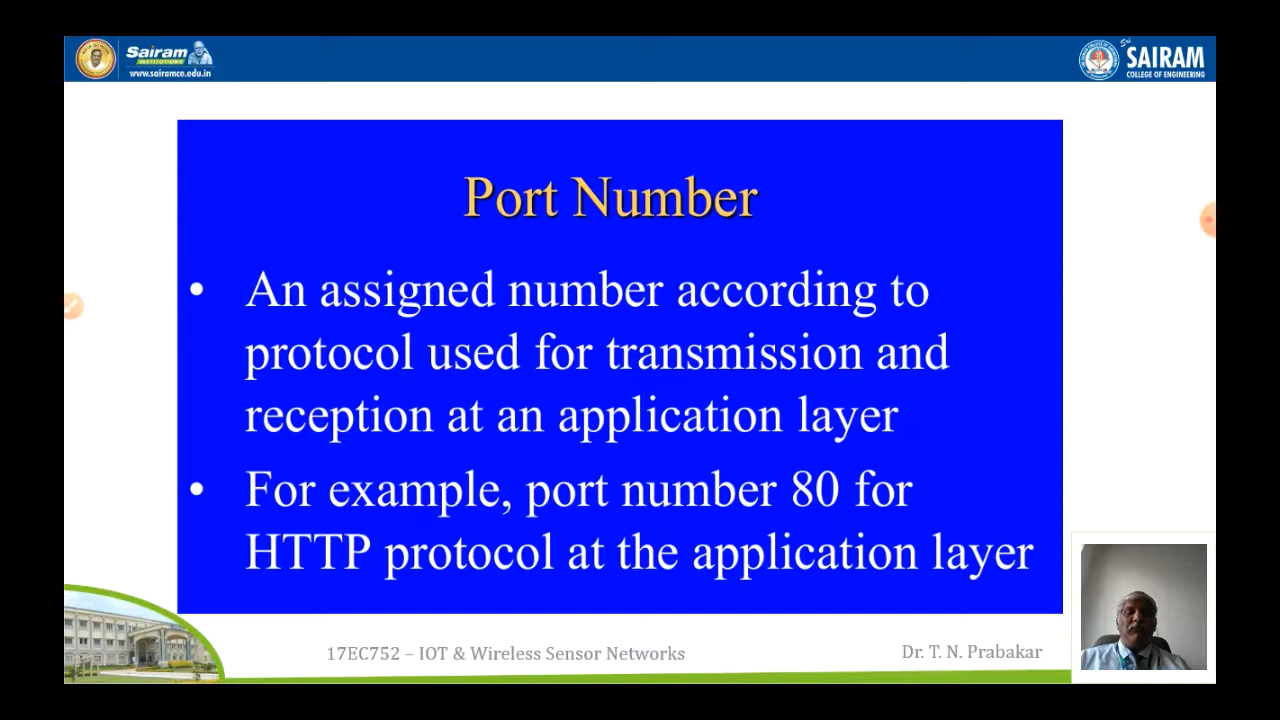 Sairam
INSTITUTIONS
www.sairamce.edu.in
Sri
SAIRAM
COLLEGE OF ENGINEERING
Port Number
• An assigned number according to
protocol used for transmission and
reception at an application layer
• For example, port number 80 for
HTTP protocol at the application layer
17EC752 – IOT & Wireless Sensor Networks
Dr. T. N. Prabakar